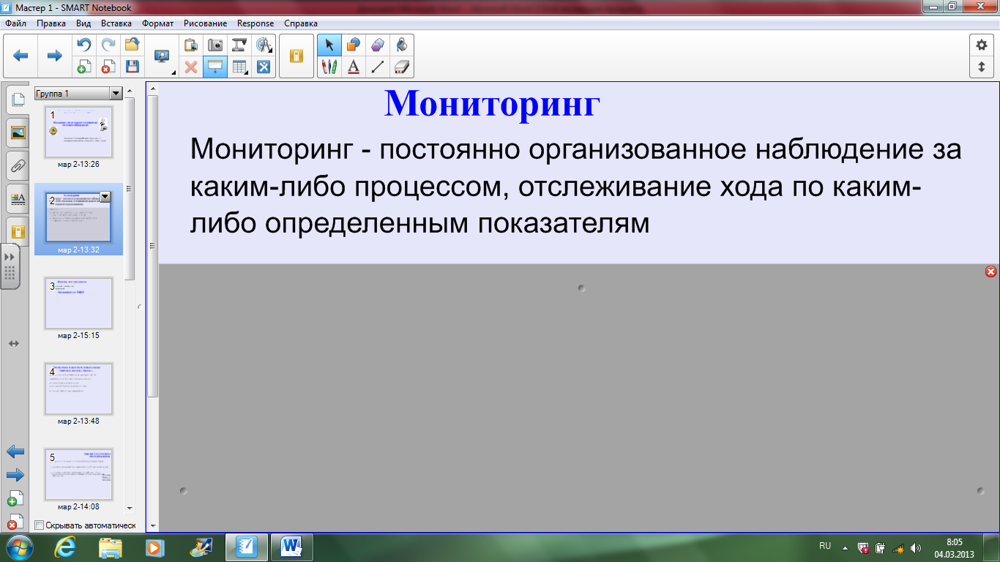 Мастер 1 - SMART Notebook
Файл Правка Вид Вставка Формат Рисование Response Справка
Группа 1
1
мар 2-13:26
2
мар 2-13:32
3
мар 2-15:15
4
мар 2-13:48
5
мар 2-14:08
Скрывать автоматическ
Мониторинг
Мониторинг - постоянно организованное наблюдение за
каким-либо процессом, отслеживание хода по каким-
либо определенным показателям
RU
8:05
04.03.2013